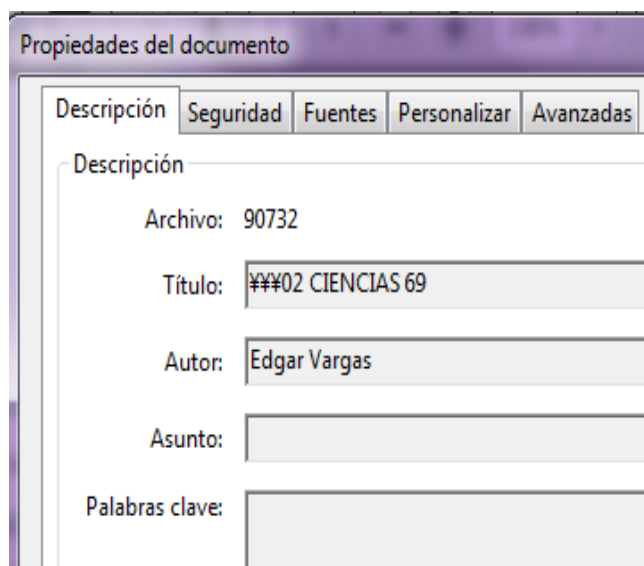 Propiedades del documento
Descripción Seguridad Fuentes Personalizar Avanzadas
Descripción
Archivo: 90732
Título: ¥¥¥02 CIENCIAS 69
Autor: Edgar Vargas
Asunto:
Palabras clave: